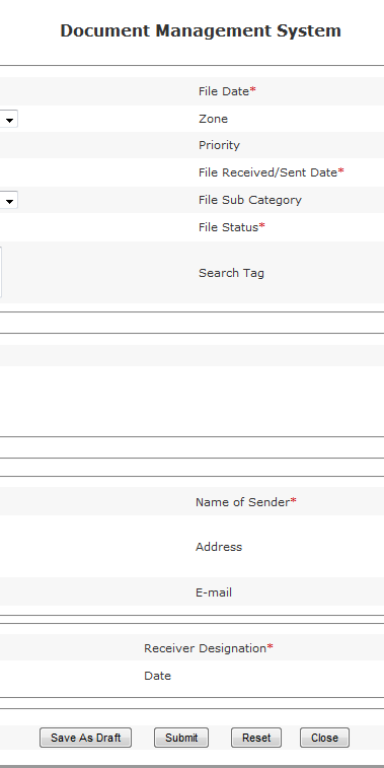 Document Management System
File Date*
Zone
Priority
File Received/Sent Date*
File Sub Category
File Status*
Search Tag
Name of Sender*
Address
E-mail
Receiver Designation*
Date
Save As Draft Submit Reset Close